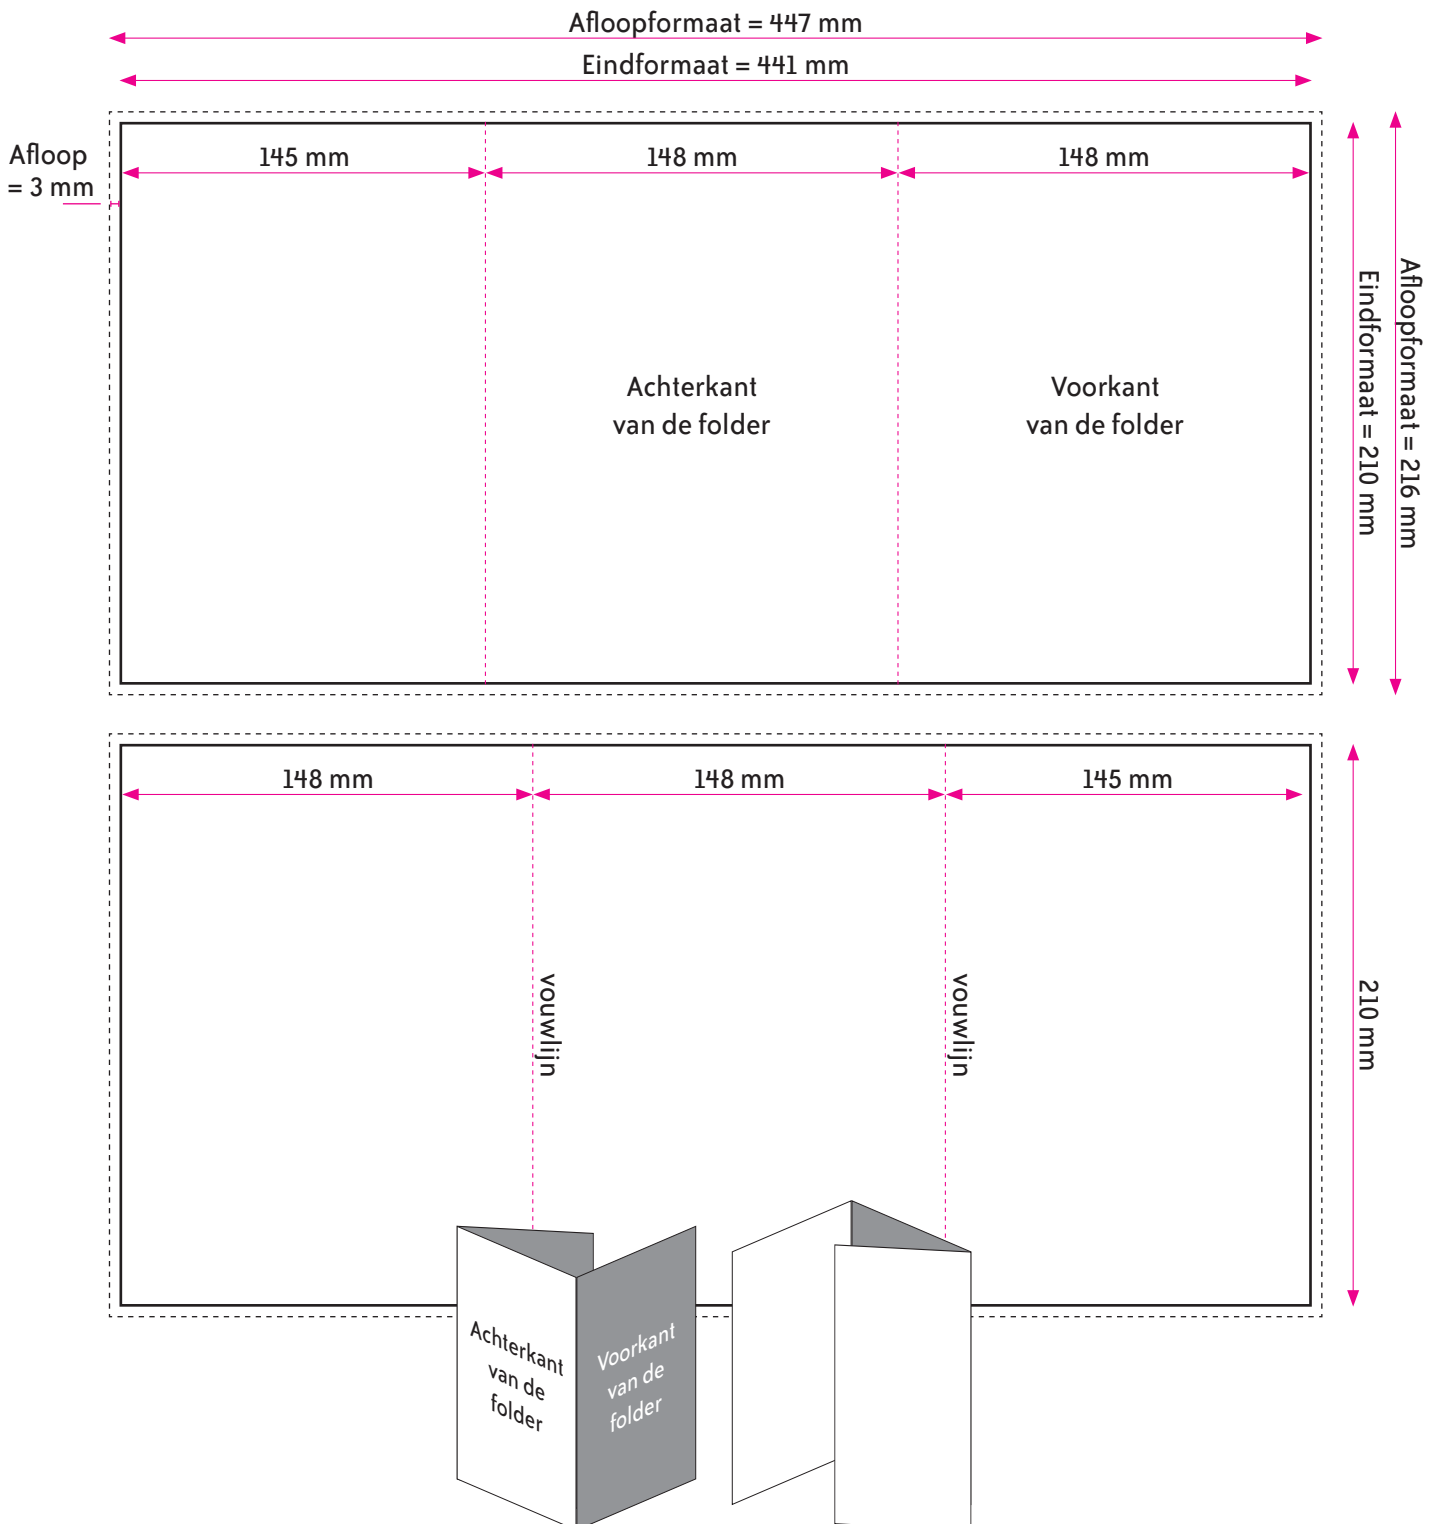 Afloopformaat = 447 mm
Eindformaat = 441 mm
Afloop
= 3 mm
145 mm
148 mm
148 mm
Achterkant
van de folder
Voorkant
van de folder
Eindformaat = 210 mm
Afloopformaat = 216 mm
148 mm
148 mm
145 mm
vouwlijn
vouwlijn
210 mm
Achterkant
van de
folder
Voorkant
van de
folder